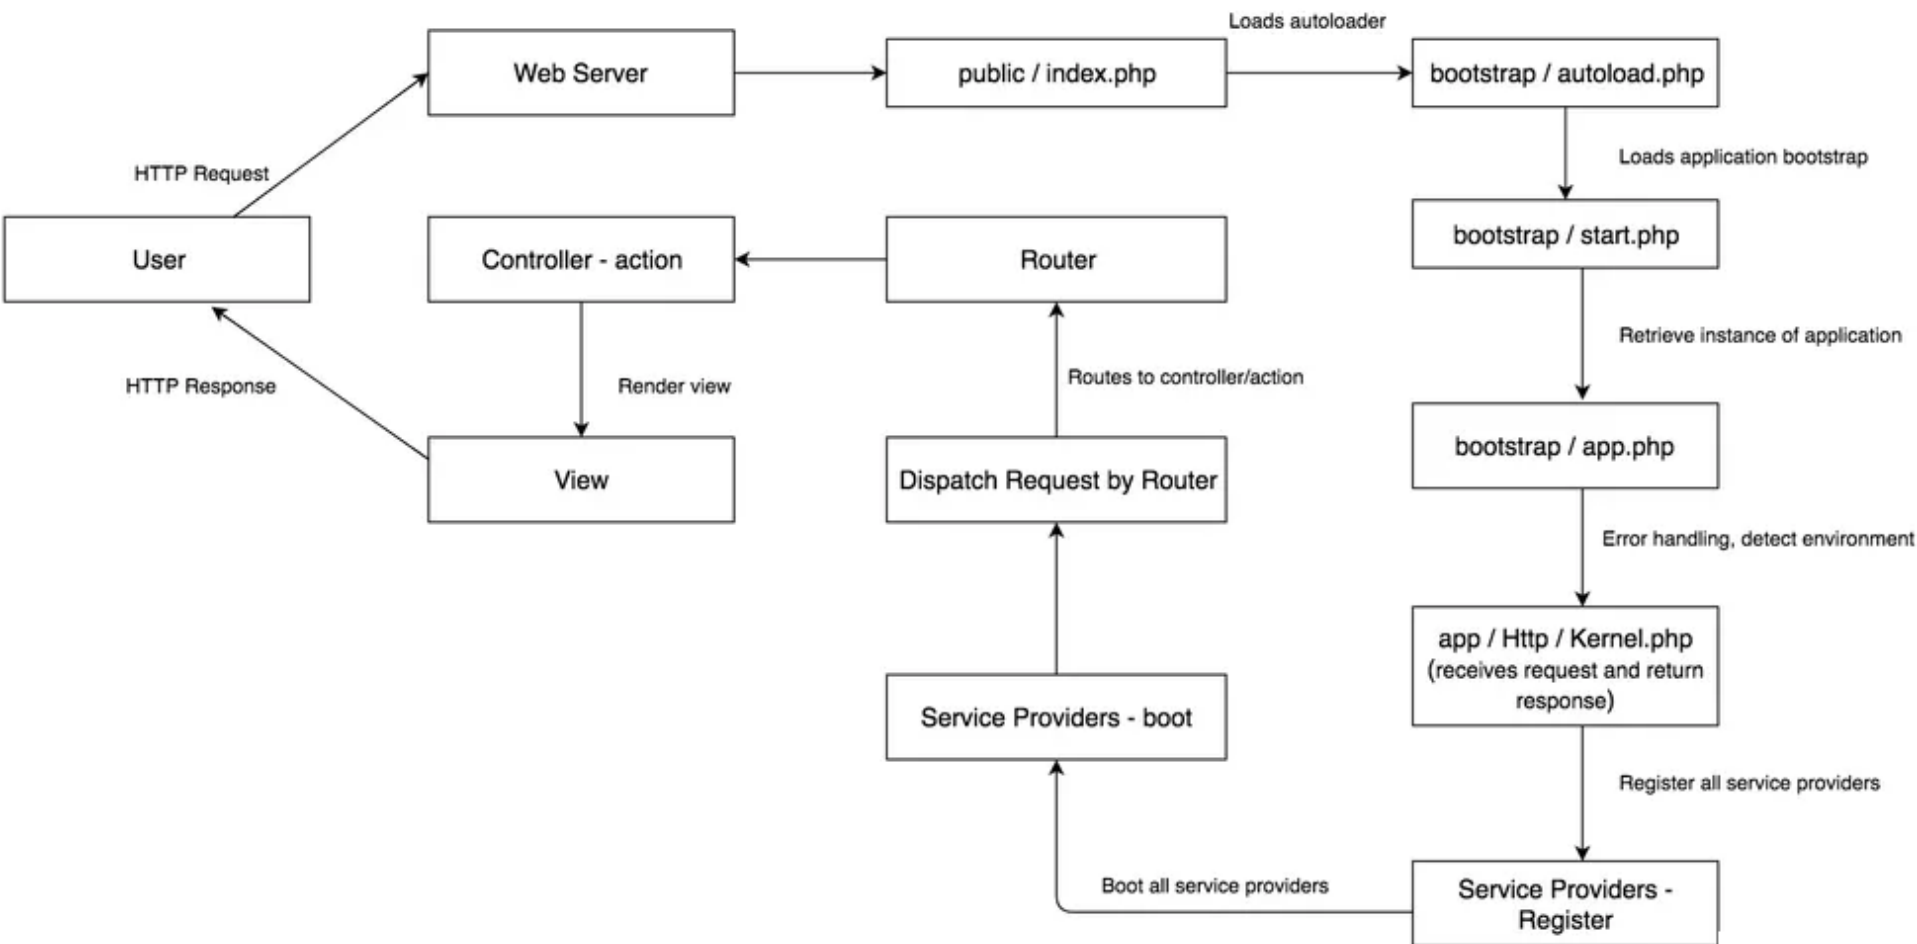 Loads autoloader
Web Server
public / index.php
bootstrap / autoload.php
Loads application bootstrap
HTTP Request
User
Controller - action
Router
bootstrap / start.php
Retrieve instance of application
HTTP Response
Render view
Routes to controller/action
bootstrap / app.php
View
Dispatch Request by Router
Error handling, detect environment
app / Http / Kernel.php
(receives request and return
response)
Service Providers - boot
Register all service providers
Boot all service providers
Service Providers -
Register